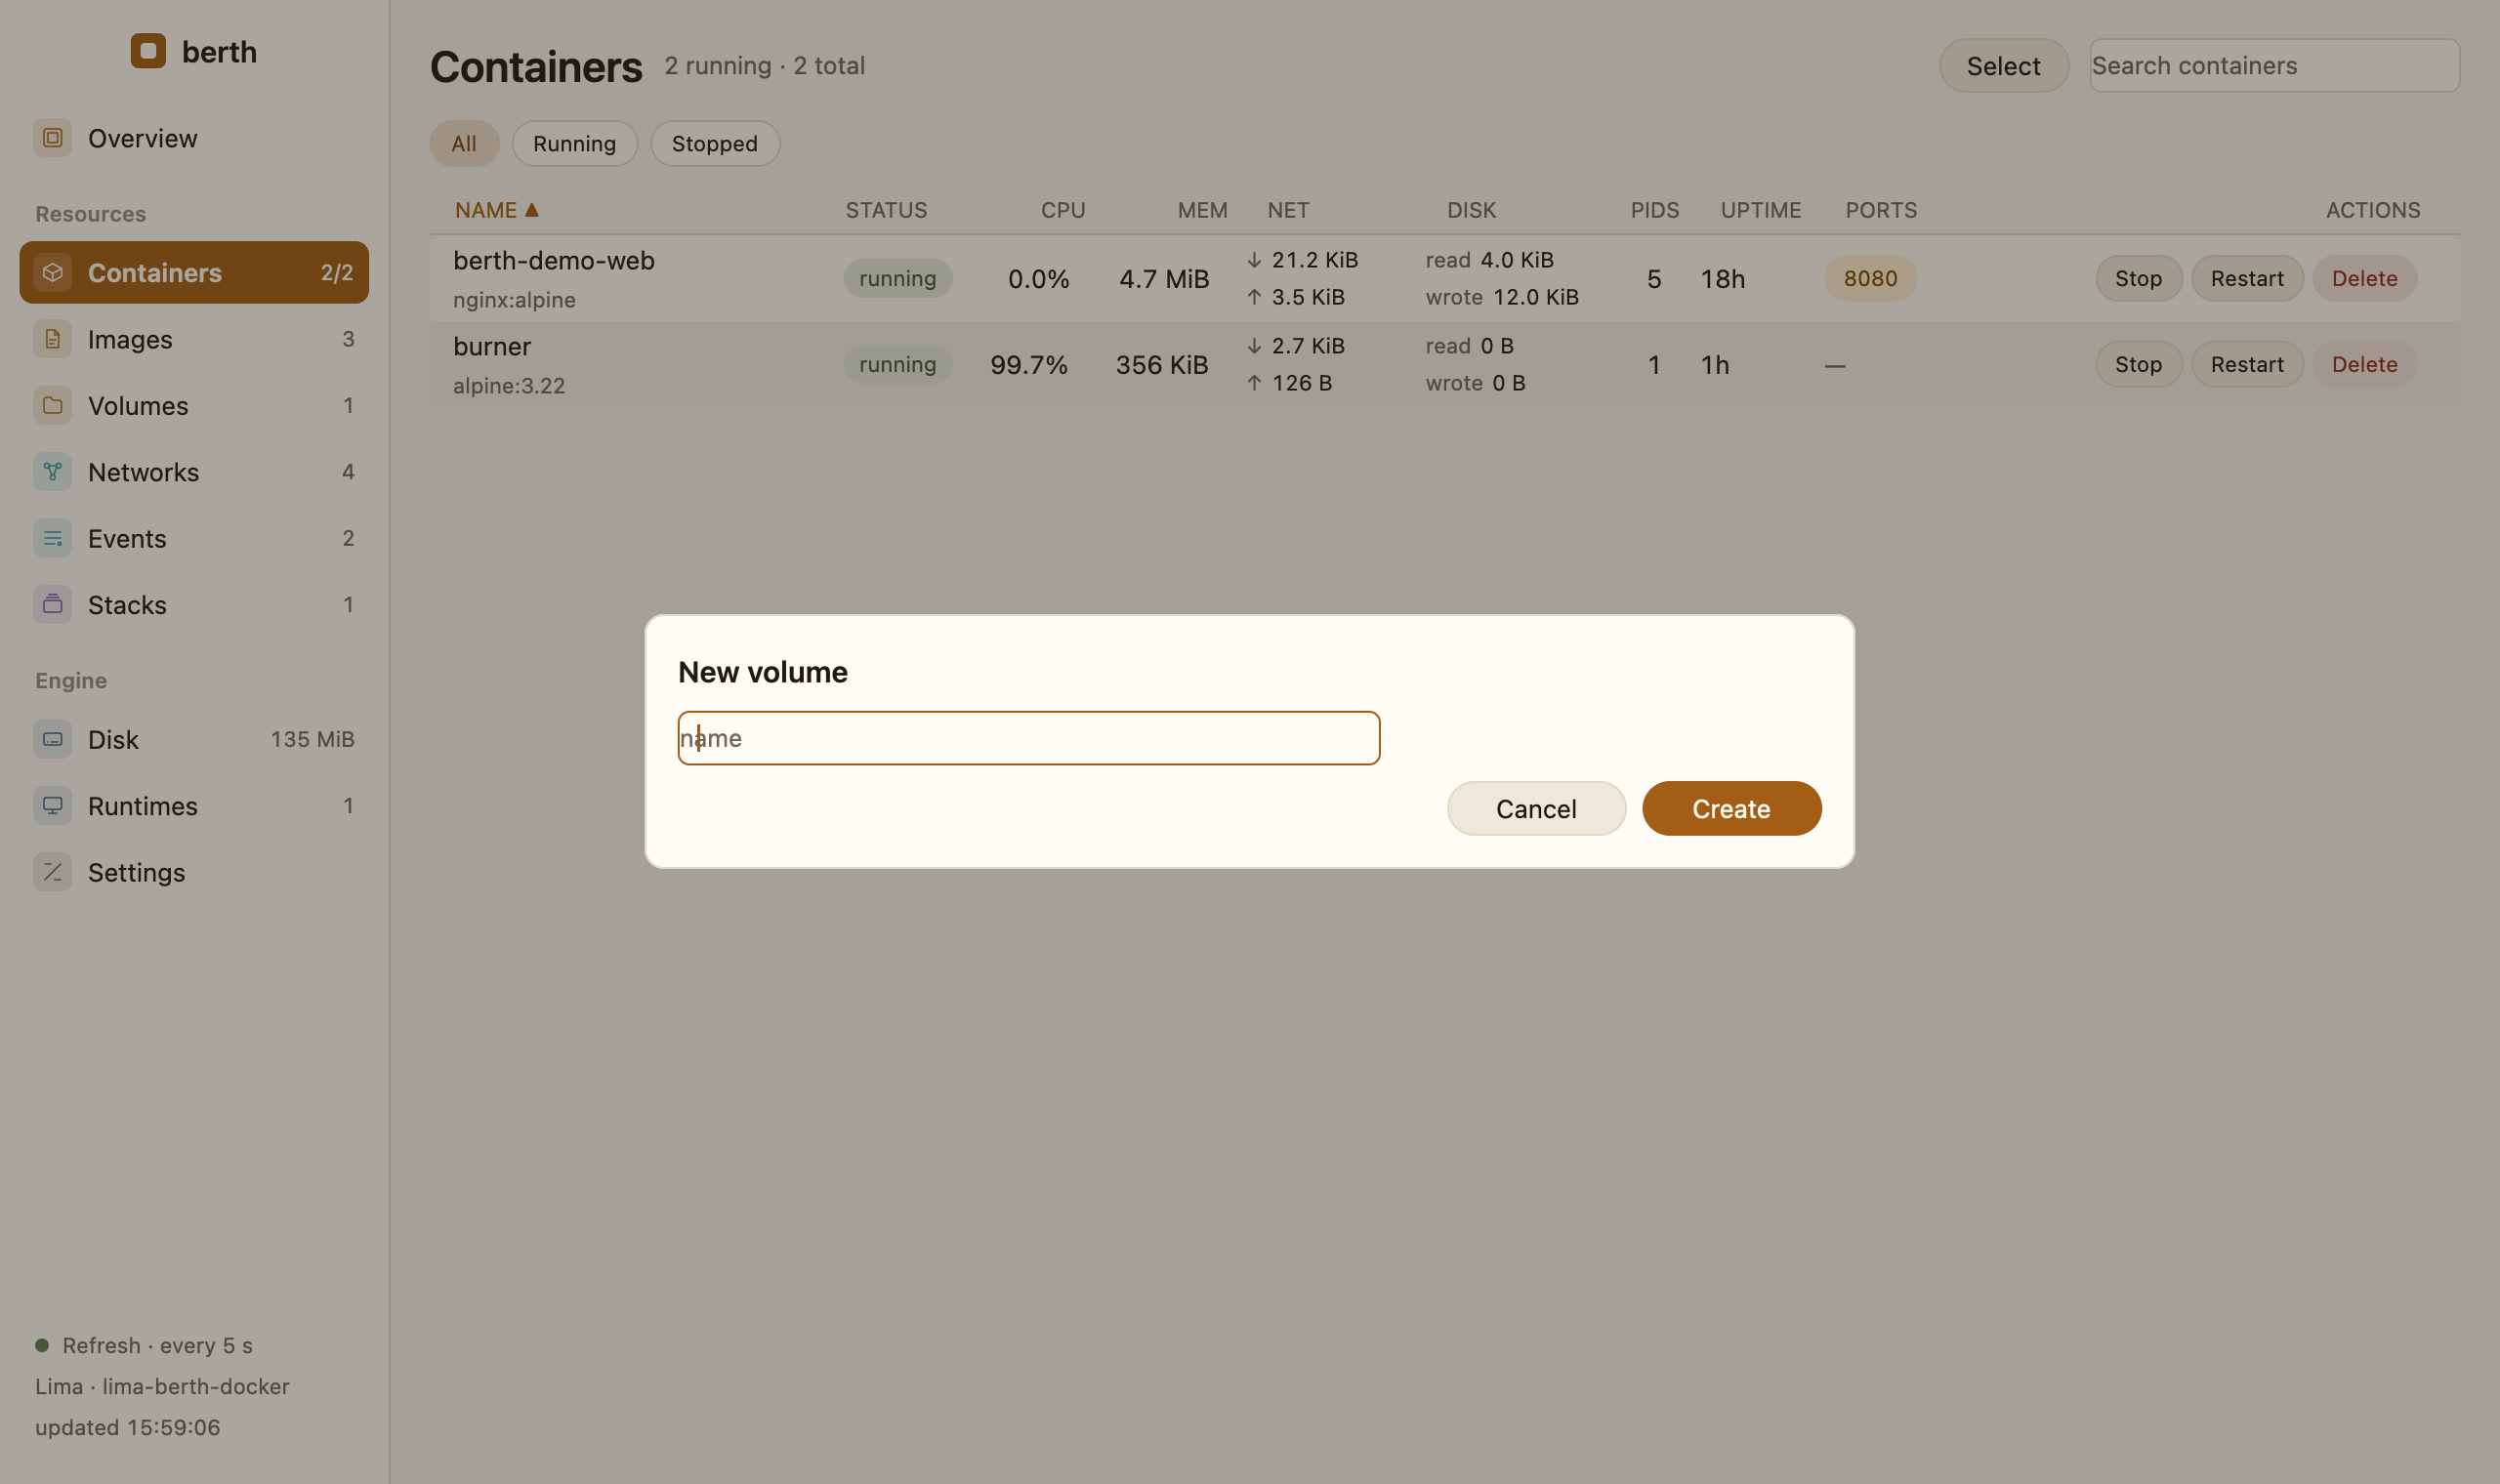 berth
Overview
Resources
Containers 2/2
Images 3
Volumes 1
Networks 4
Events 2
Stacks 1
Engine
Disk 135 MiB
Runtimes 1
Settings
Refresh · every 5 s
Lima · lima-berth-docker
updated 15:59:06
Containers 2 running · 2 total
Select
Search containers
All Running Stopped
NAME ▲ STATUS CPU MEM NET DISK PIDS UPTIME PORTS ACTIONS
berth-demo-web
nginx:alpine
running 0.0% 4.7 MiB
↓ 21.2 KiB
↑ 3.5 KiB
read 4.0 KiB
wrote 12.0 KiB
5 18h 8080 Stop Restart Delete
burner
alpine:3.22
running 99.7% 356 KiB
↓ 2.7 KiB
↑ 126 B
read 0 B
wrote 0 B
1 1h — Stop Restart Delete
New volume
name
Cancel Create